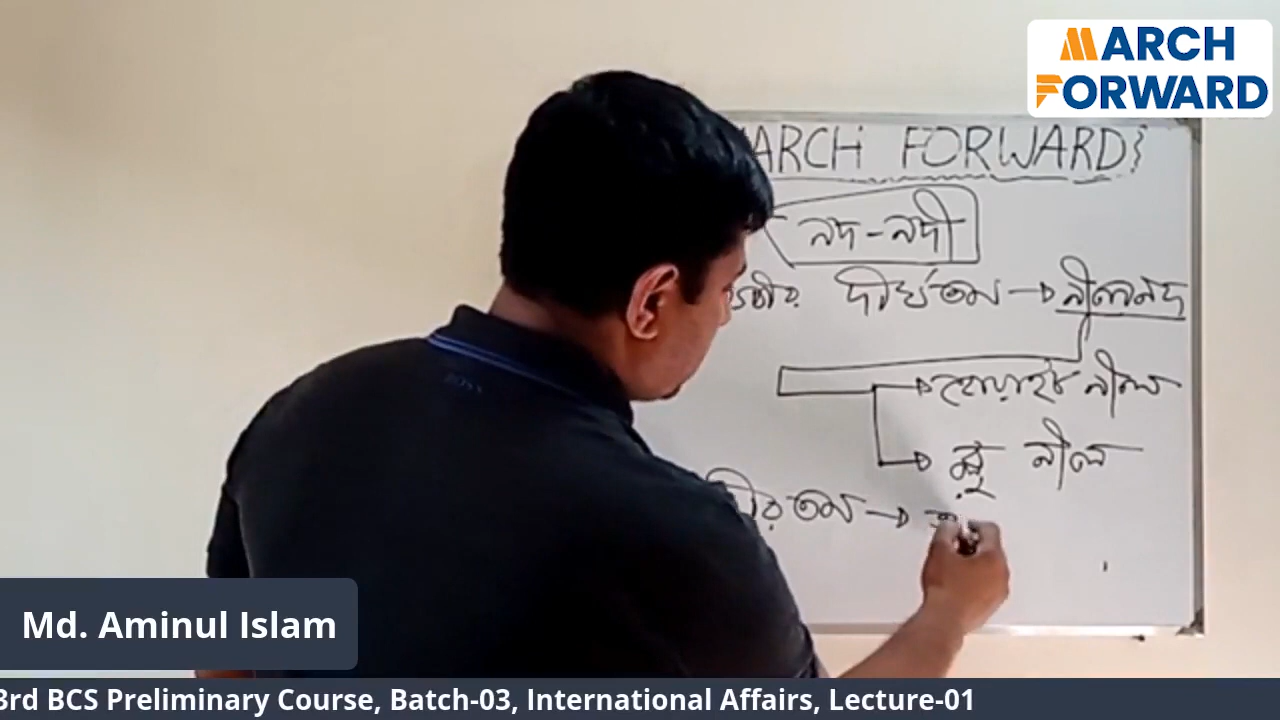 MARCH
FORWARD
ARCH FORWARD
নদ-নদী
দীর্ঘতম → নীলনদ
→ হোয়াইট নীল
→ ব্লু নীল
→
Md. Aminul Islam
3rd BCS Preliminary Course, Batch-03, International Affairs, Lecture-01